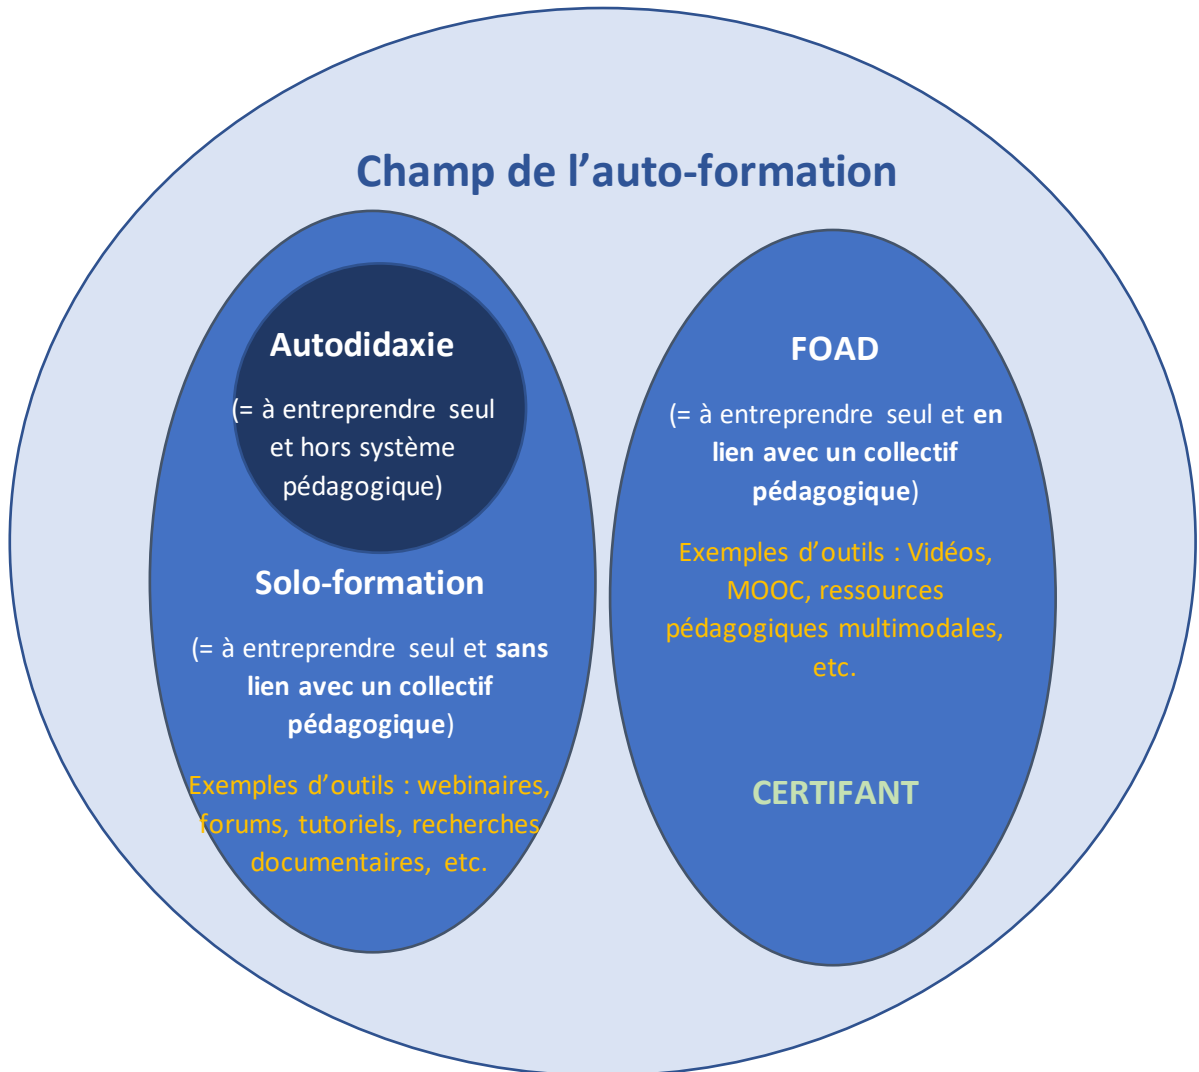 Champ de l’auto-formation
Autodidaxie
(= à entreprendre seul
et hors système
pédagogique)
Solo-formation
(= à entreprendre seul et sans
lien avec un collectif
pédagogique)
Exemples d’outils : webinaires,
forums, tutoriels, recherches
documentaires, etc.
FOAD
(= à entreprendre seul et en
lien avec un collectif
pédagogique)
Exemples d’outils : Vidéos,
MOOC, ressources
pédagogiques multimodales,
etc.
CERTIFANT